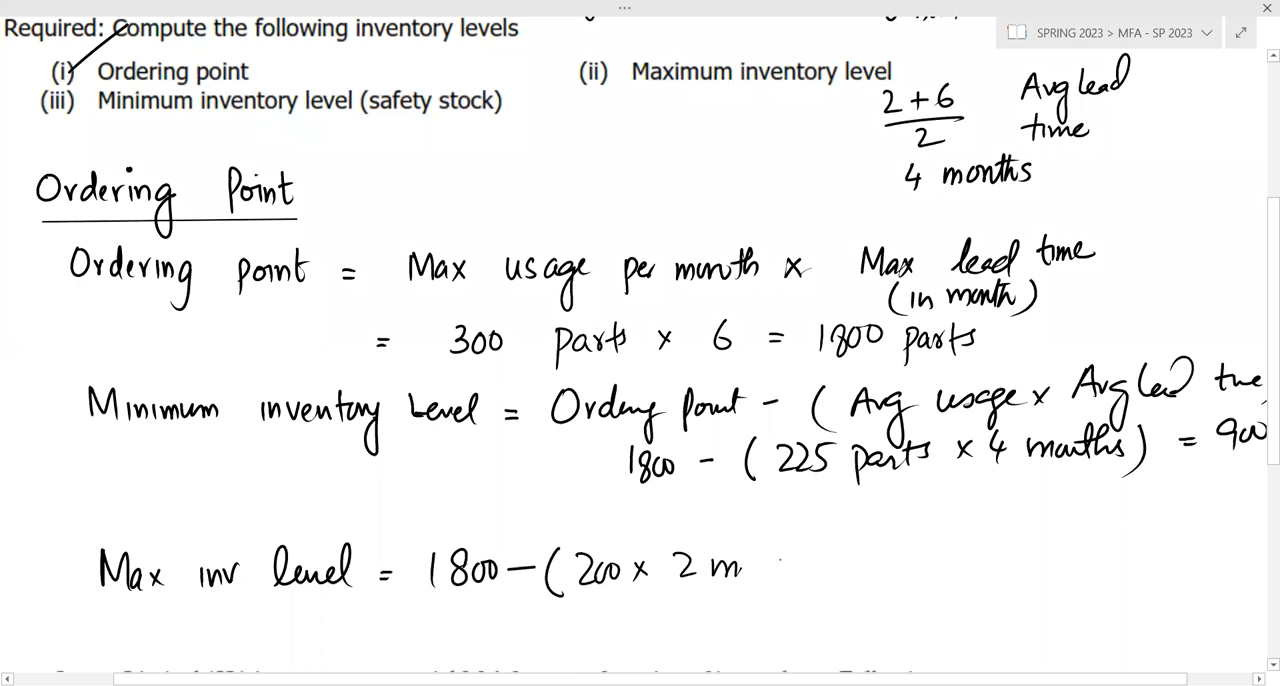 Required: Compute the following inventory levels
SPRING 2023 > MFA - SP 2023
(i) Ordering point (ii) Maximum inventory level
(iii) Minimum inventory level (safety stock)
2 + 6 Avg lead
2 time
4 months
Ordering Point
Ordering point = Max usage per month x Max lead time
(in month)
= 300 parts x 6 = 1800 parts
Minimum inventory Level = Ordering point - ( Avg usage x Avg lead time
1800 - ( 225 parts x 4 months) = 900
Max inv level = 1800 - ( 200 x 2 m